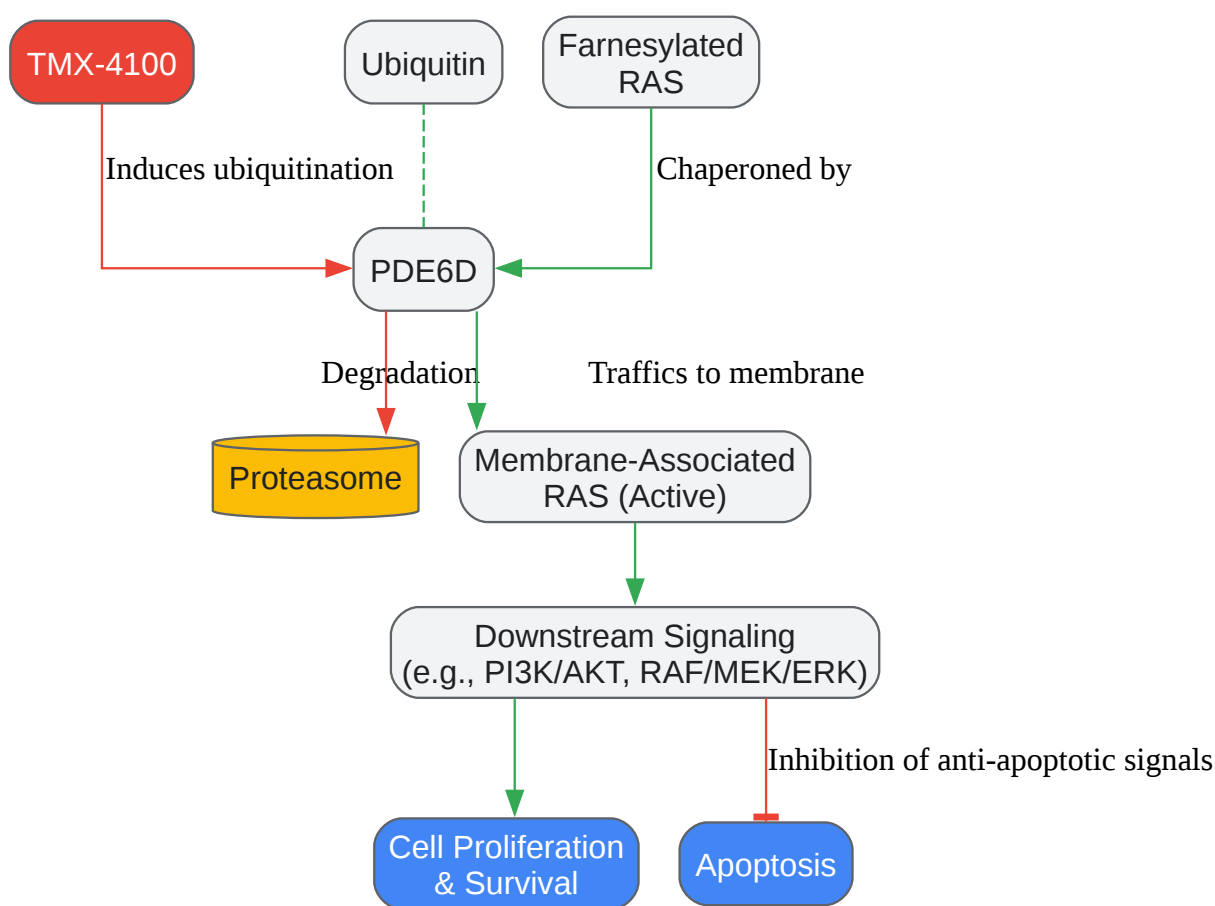 TMX-4100
Ubiquitin
Farnesylated
RAS
Induces ubiquitination
Chaperoned by
PDE6D
Degradation
Traffics to membrane
Proteasome
Membrane-Associated
RAS (Active)
Downstream Signaling
(e.g., PI3K/AKT, RAF/MEK/ERK)
Inhibition of anti-apoptotic signals
Cell Proliferation
& Survival
Apoptosis